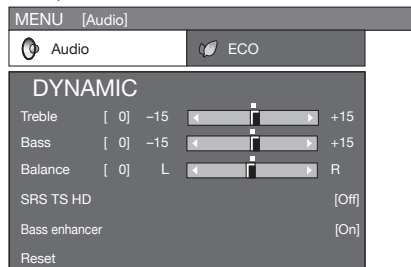 MENU [Audio]
Audio ECO
DYNAMIC
Treble [ 0] –15 +15
Bass [ 0] –15 +15
Balance [ 0] L R
SRS TS HD [Off]
Bass enhancer [On]
Reset